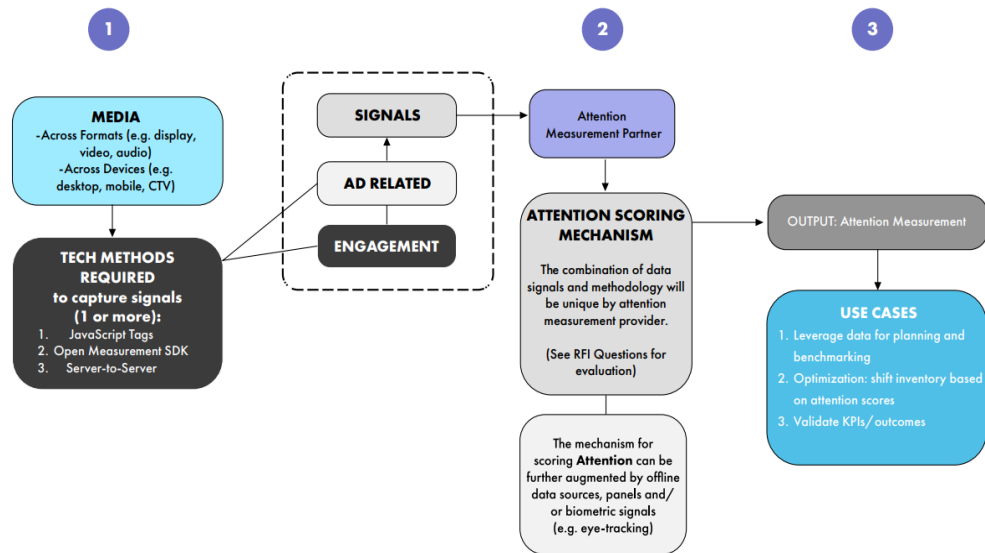 1
2
3
MEDIA
-Across Formats (e.g. display,
video, audio)
-Across Devices (e.g.
desktop, mobile, CTV)
TECH METHODS
REQUIRED
to capture signals
(1 or more):
1. JavaScript Tags
2. Open Measurement SDK
3. Server-to-Server
SIGNALS
AD RELATED
ENGAGEMENT
Attention
Measurement Partner
ATTENTION SCORING
MECHANISM
The combination of data
signals and methodology will
be unique by attention
measurement provider.
(See RFI Questions for
evaluation)
The mechanism for
scoring Attention can be
further augmented by offline
data sources, panels and/
or biometric signals
(e.g. eye-tracking)
OUTPUT: Attention Measurement
USE CASES
1. Leverage data for planning and
benchmarking
2. Optimization: shift inventory based
on attention scores
3. Validate KPIs/outcomes